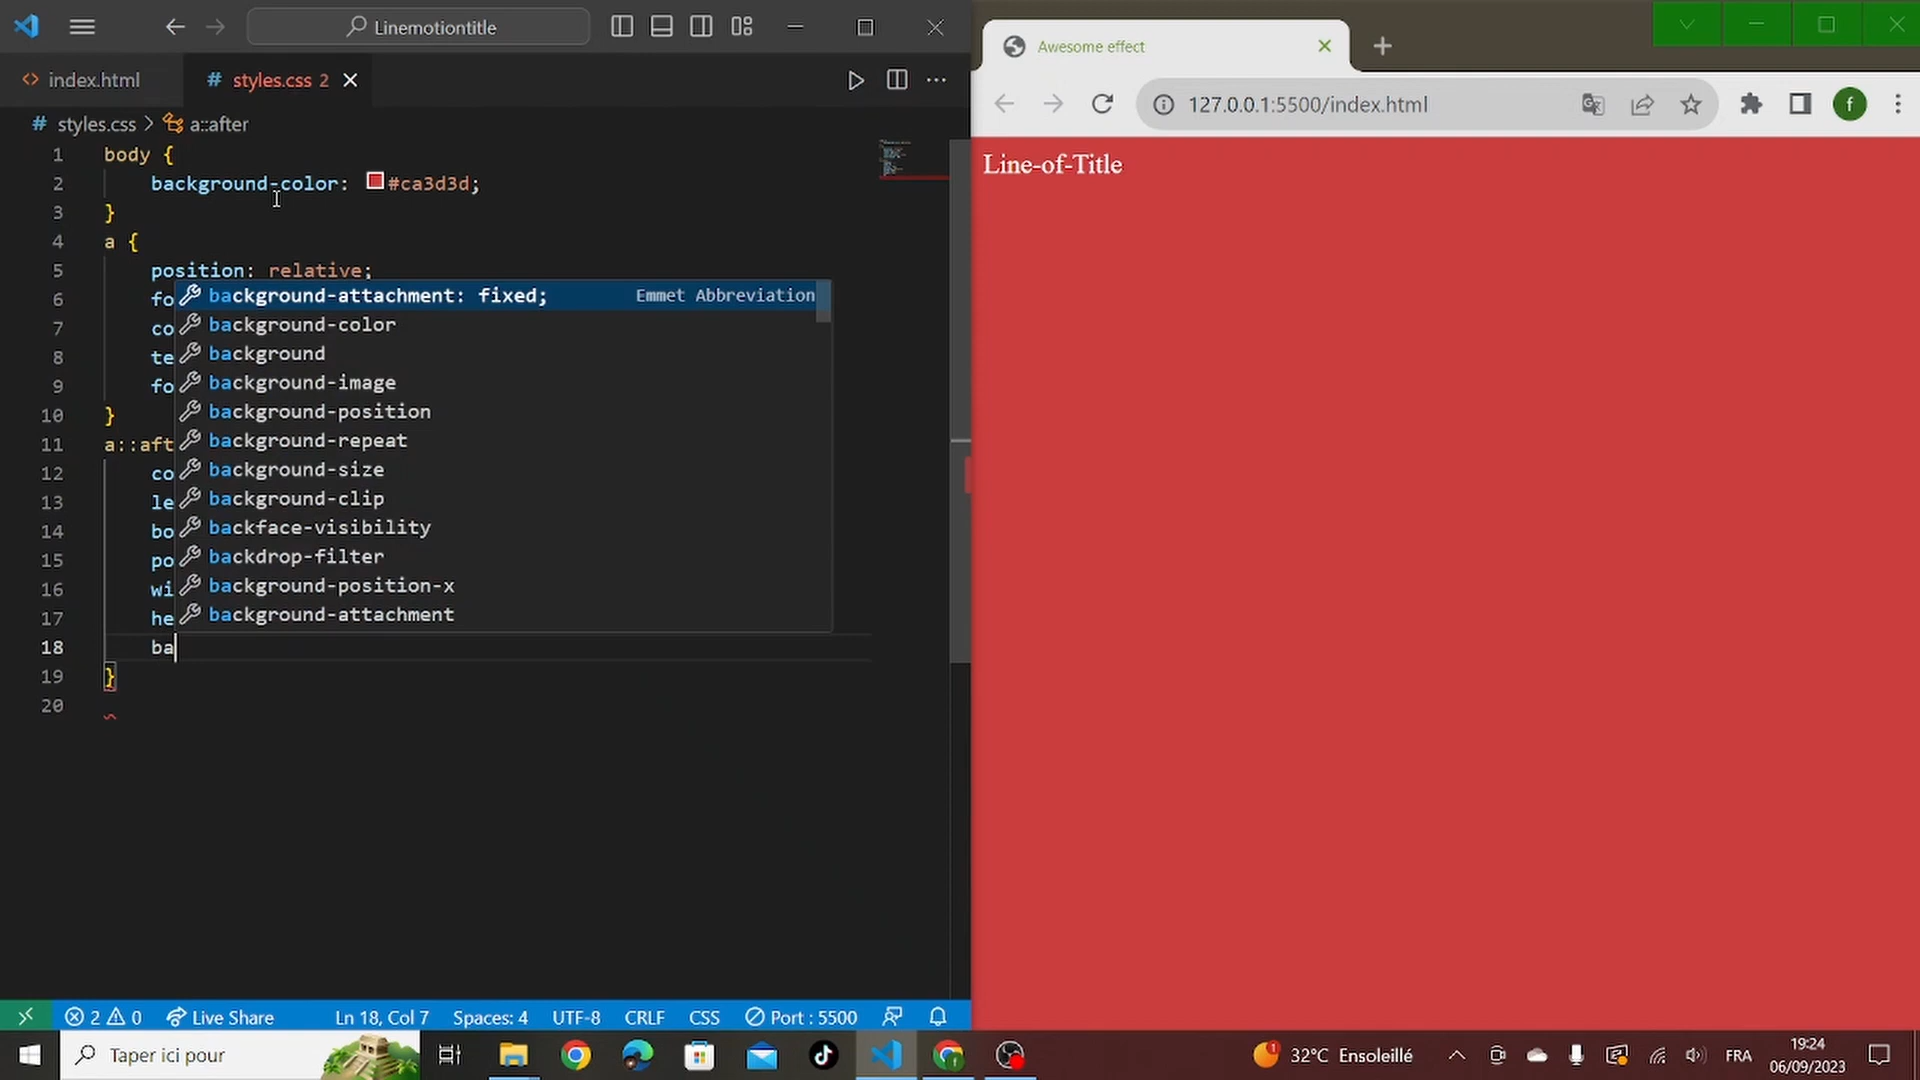 Linemotiontitle
index.html
# styles.css 2
# styles.css > a::after
1 body {
2 background-color: #ca3d3d;
3 }
4 a {
5 position: relative;
6 fo
7 co
8 te
9 fo
10 }
11 a::aft
12 co
13 le
14 bo
15 po
16 wi
17 he
18 ba
19 }
20
background-attachment: fixed; Emmet Abbreviation
background-color
background
background-image
background-position
background-repeat
background-size
background-clip
backface-visibility
backdrop-filter
background-position-x
background-attachment
2 0 Live Share Ln 18, Col 7 Spaces: 4 UTF-8 CRLF CSS Port : 5500
Awesome effect
127.0.0.1:5500/index.html
f
Line-of-Title
Taper ici pour
1 32°C Ensoleillé FRA 19:24
06/09/2023